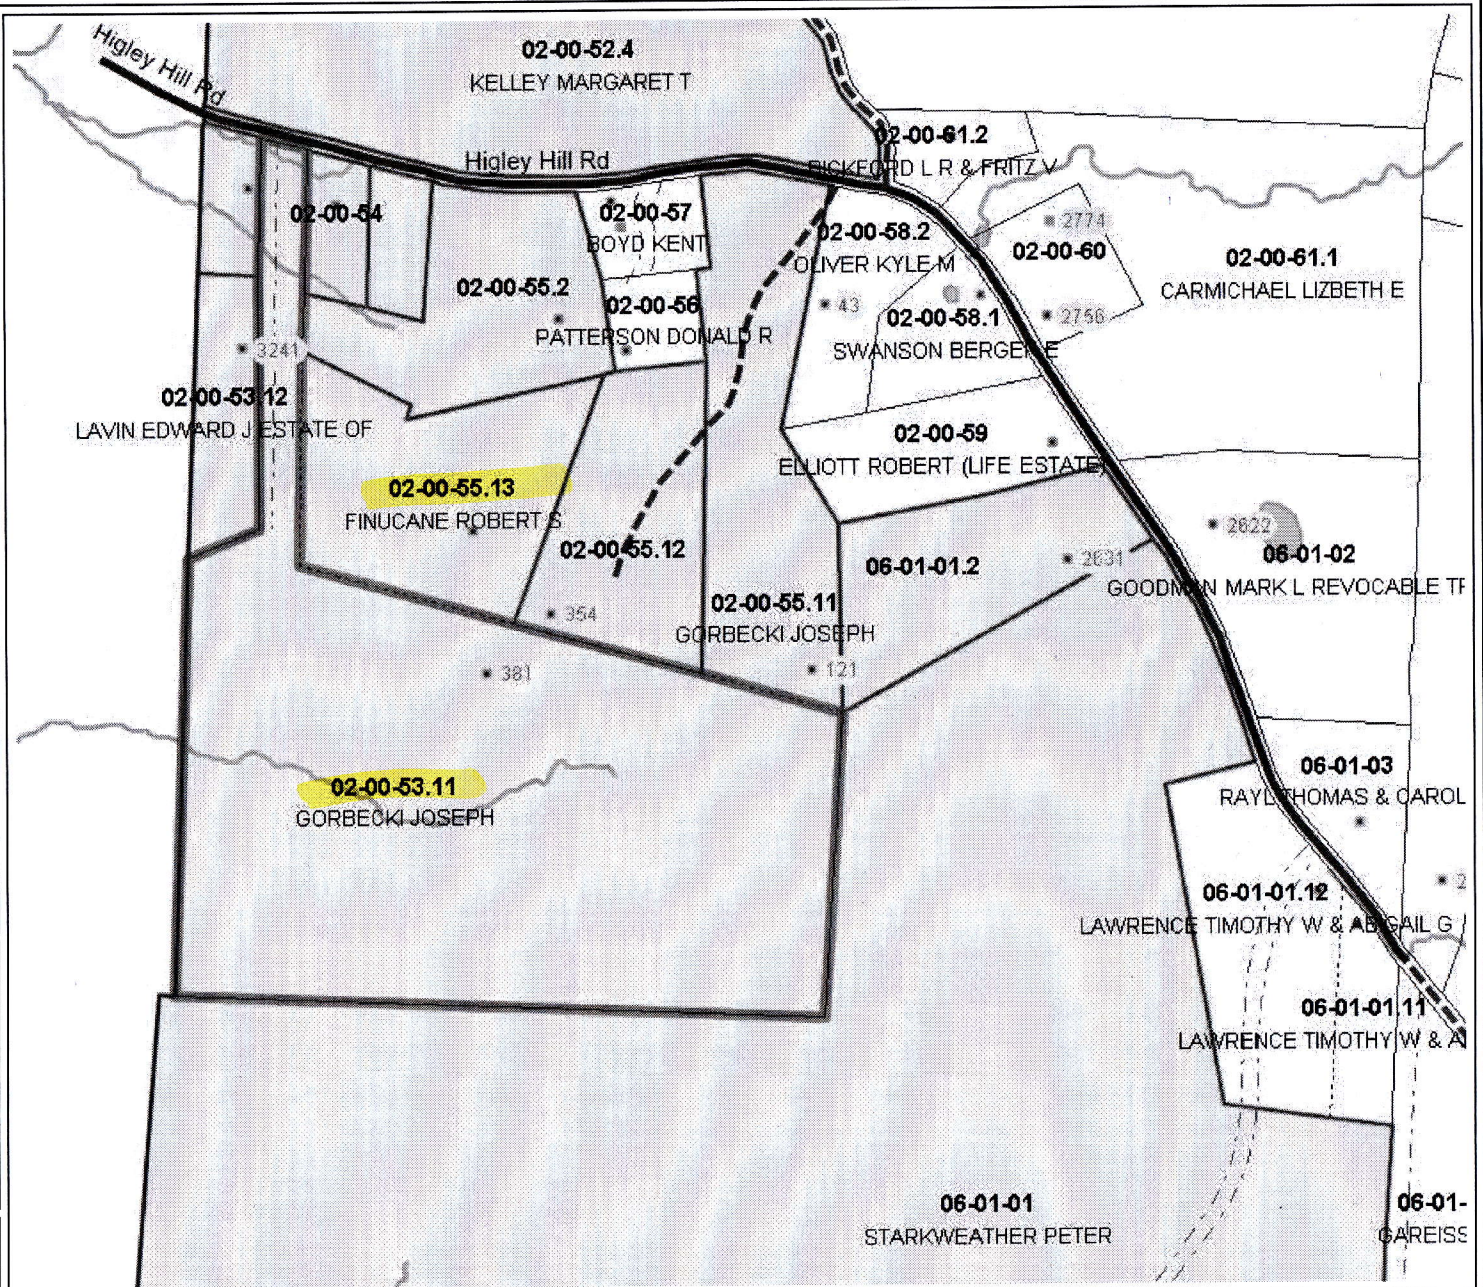 Higley Hill Rd
02-00-52.4
KELLEY MARGARET T
02-00-61.2
BICKFORD L R & FRITZ V
Higley Hill Rd
02-00-54
02-00-57
BOYD KENT
02-00-58.2
OLIVER KYLE M
2774
02-00-60
02-00-61.1
CARMICHAEL LIZBETH E
02-00-55.2
02-00-56
PATTERSON DONALD R
43
02-00-58.1
SWANSON BERGER E
2756
3241
02-00-53.12
LAVIN EDWARD J ESTATE OF
02-00-59
ELLIOTT ROBERT (LIFE ESTATE)
02-00-55.13
FINUCANE ROBERT S
02-00-55.12
2622
06-01-02
GOODMAN MARK L REVOCABLE TR
06-01-01.2
2631
02-00-55.11
GORBECKI JOSEPH
354
381
121
02-00-53.11
GORBECKI JOSEPH
06-01-03
RAYL THOMAS & CAROL
06-01-01.12
LAWRENCE TIMOTHY W & ABIGAIL G
2
06-01-01.11
LAWRENCE TIMOTHY W & A
06-01-01
STARKWEATHER PETER
06-01-
GAREISS